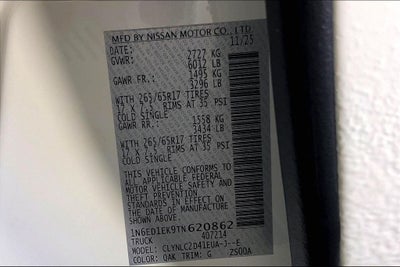 MFD BY NISSAN MOTOR CO., LTD.
DATE: 11/25
GVWR: 2727 KG
6012 LB
GAWR FR.: 1495 KG
3296 LB
WITH 265/65R17 TIRES
17 X 7.5 RIMS AT 35 PSI
COLD SINGLE
GAWR RR: 1558 KG
3434 LB
WITH 265/65R17 TIRES
17 X 7.5 RIMS AT 35 PSI
COLD SINGLE
THIS VEHICLE CONFORMS TO
ALL APPLICABLE FEDERAL
MOTOR VEHICLE SAFETY AND
THEFT PREVENTION
STANDARDS IN EFFECT ON
THE DATE OF MANUFACTURE
SHOWN ABOVE.
1N6ED1EK9TN620862
TRUCK 407214
MODEL: CLYNLC2D41EUA-J--E
COLOR: QAK TRIM: G ZS00A